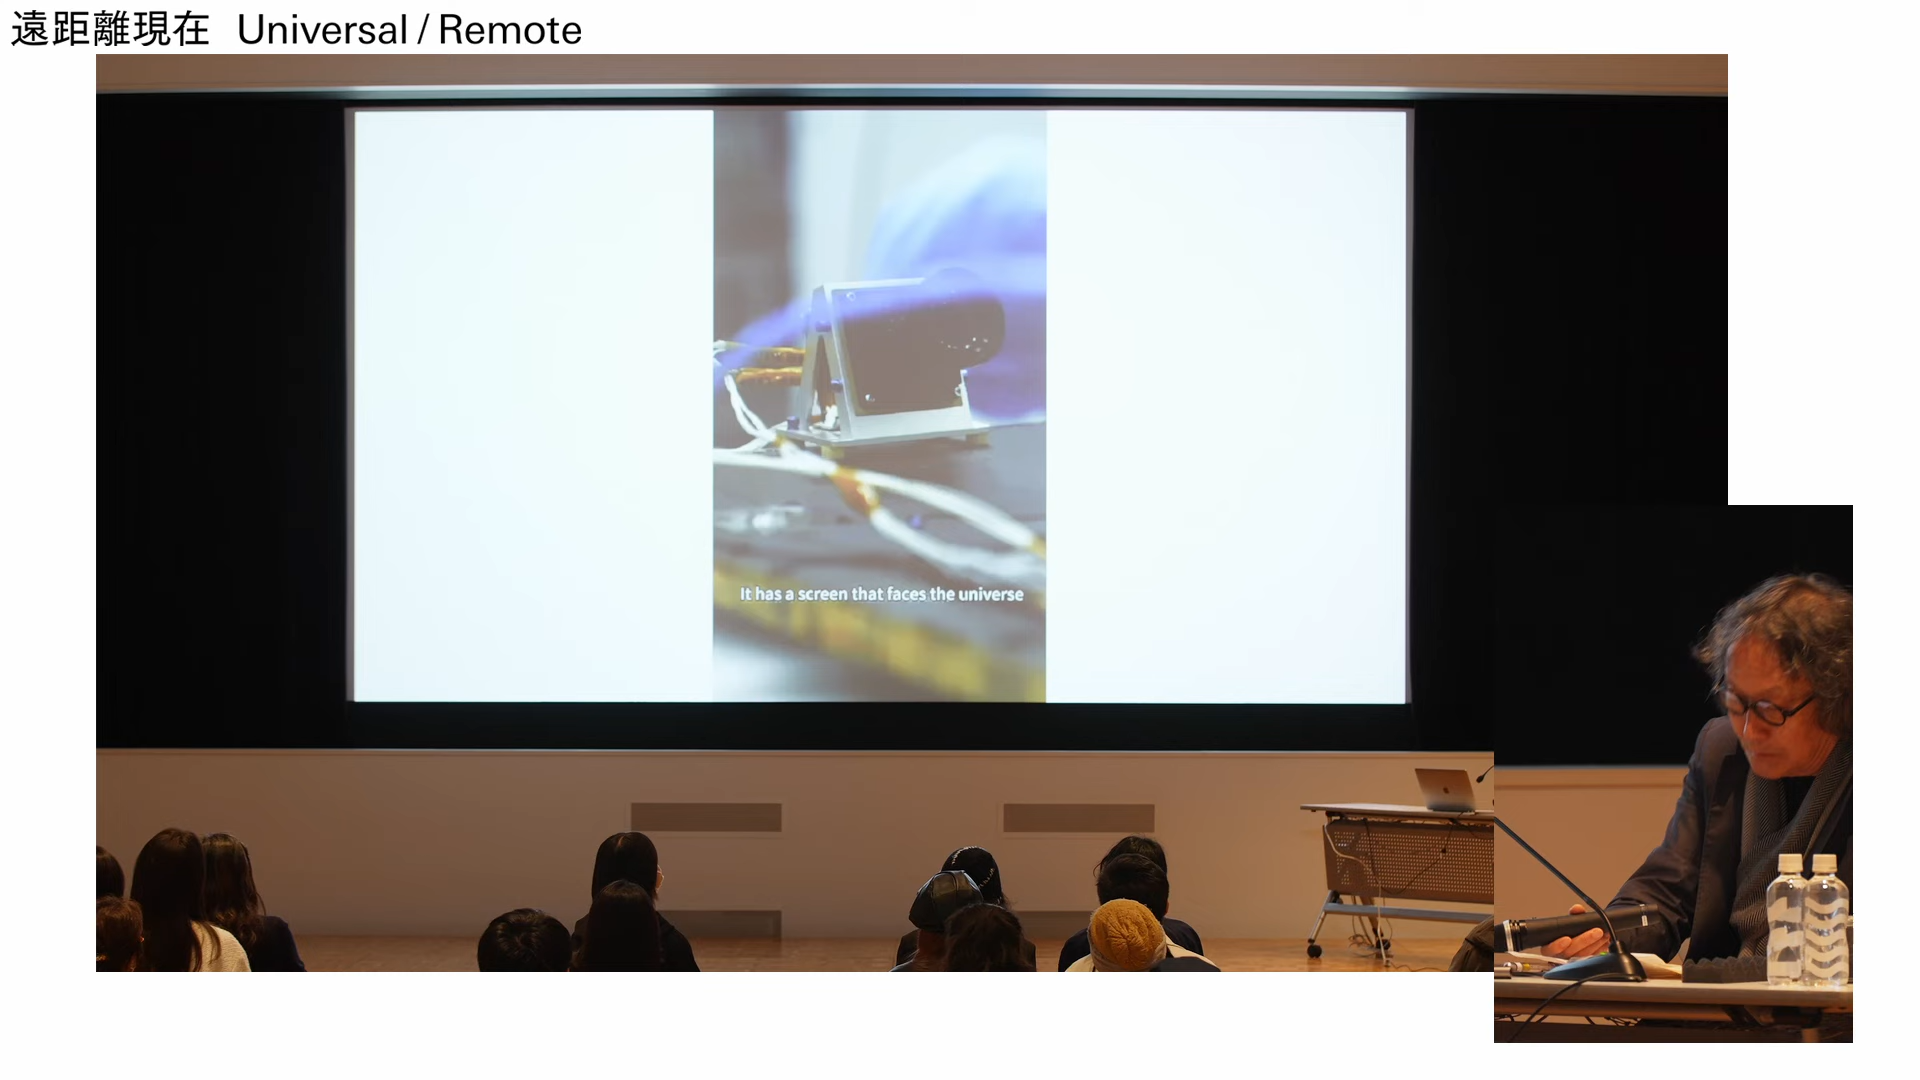 遠距離現在 Universal / Remote
It has a screen that faces the universe